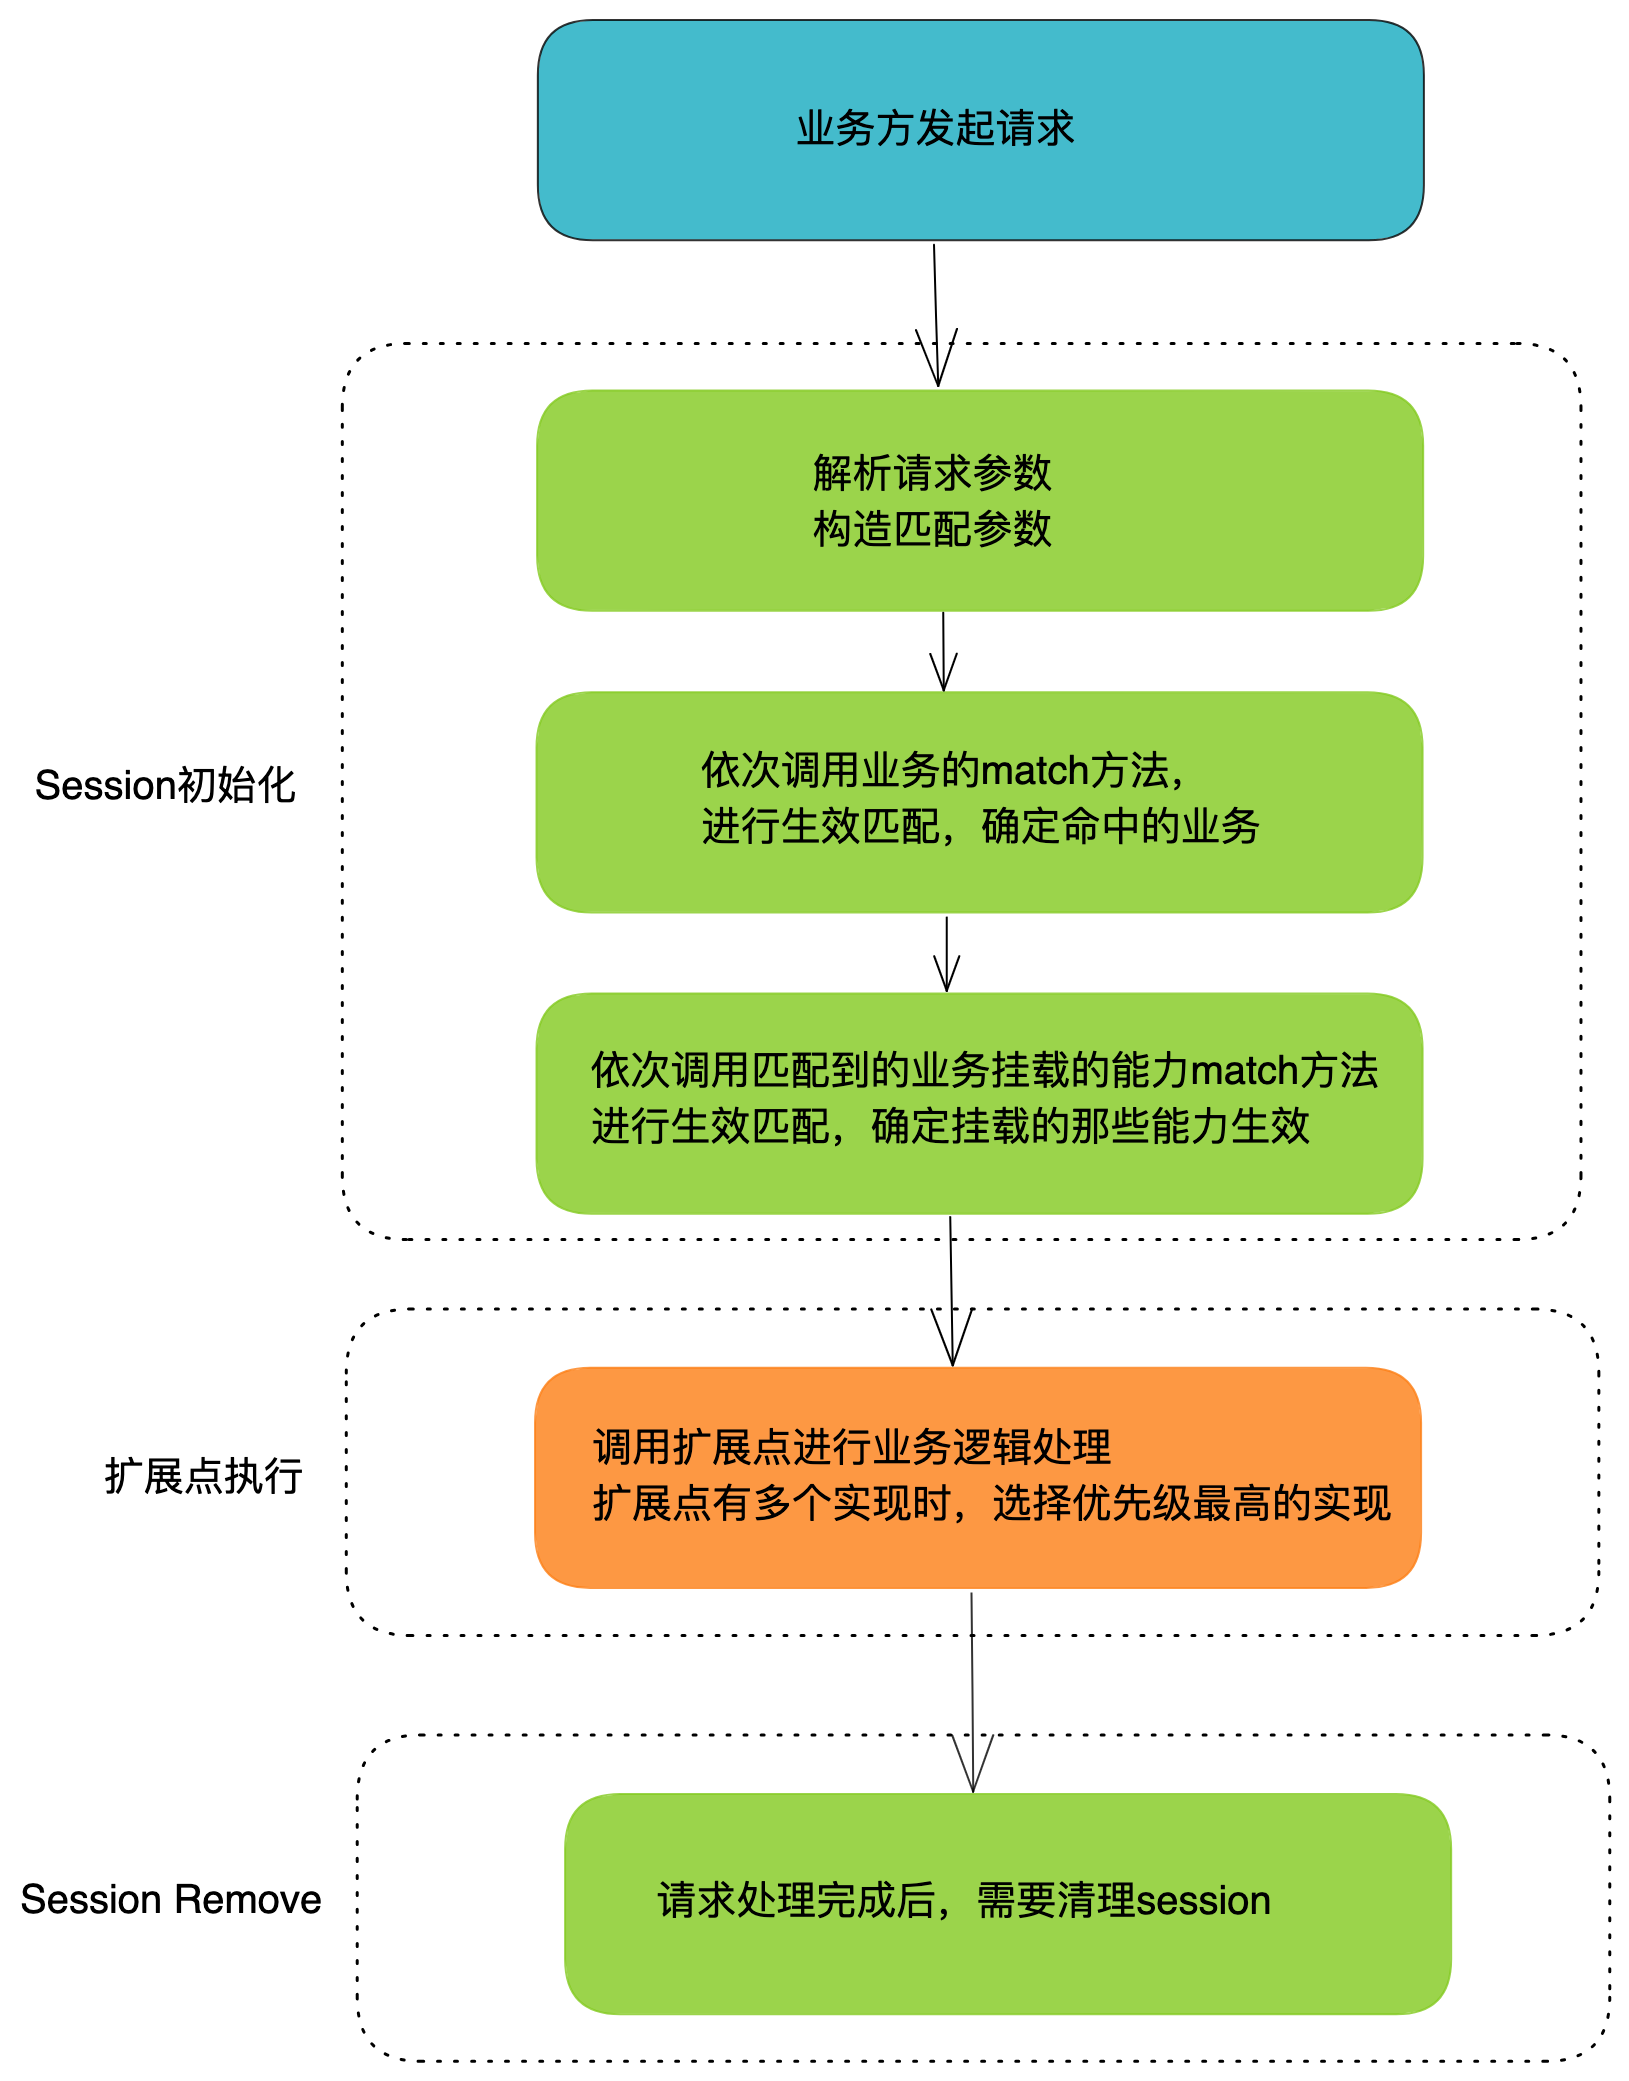 业务方发起请求
解析请求参数
构造匹配参数
Session初始化
依次调用业务的match方法，
进行生效匹配，确定命中的业务
依次调用匹配到的业务挂载的能力match方法
进行生效匹配，确定挂载的那些能力生效
扩展点执行
调用扩展点进行业务逻辑处理
扩展点有多个实现时，选择优先级最高的实现
Session Remove
请求处理完成后，需要清理session